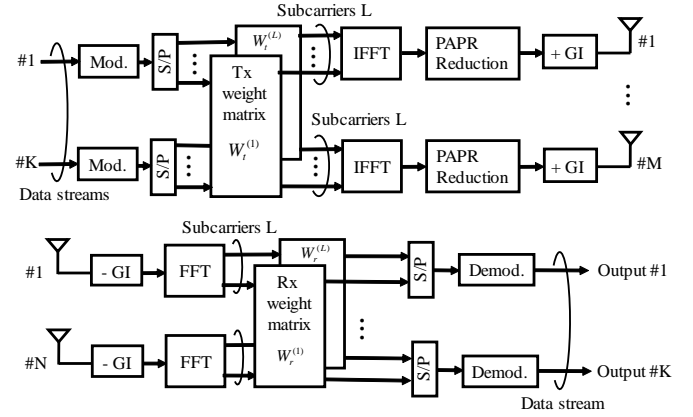 Subcarriers L
#1
Mod.
S/P
W_t^(L)
IFFT
PAPR
Reduction
+ GI
#1
Tx
weight
matrix
W_t^(1)
Subcarriers L
#K
Mod.
S/P
IFFT
PAPR
Reduction
+ GI
#M
Data streams
Subcarriers L
#1
- GI
FFT
W_r^(L)
S/P
Demod.
Output #1
Rx
weight
matrix
W_r^(1)
#N
- GI
FFT
S/P
Demod.
Output #K
Data stream